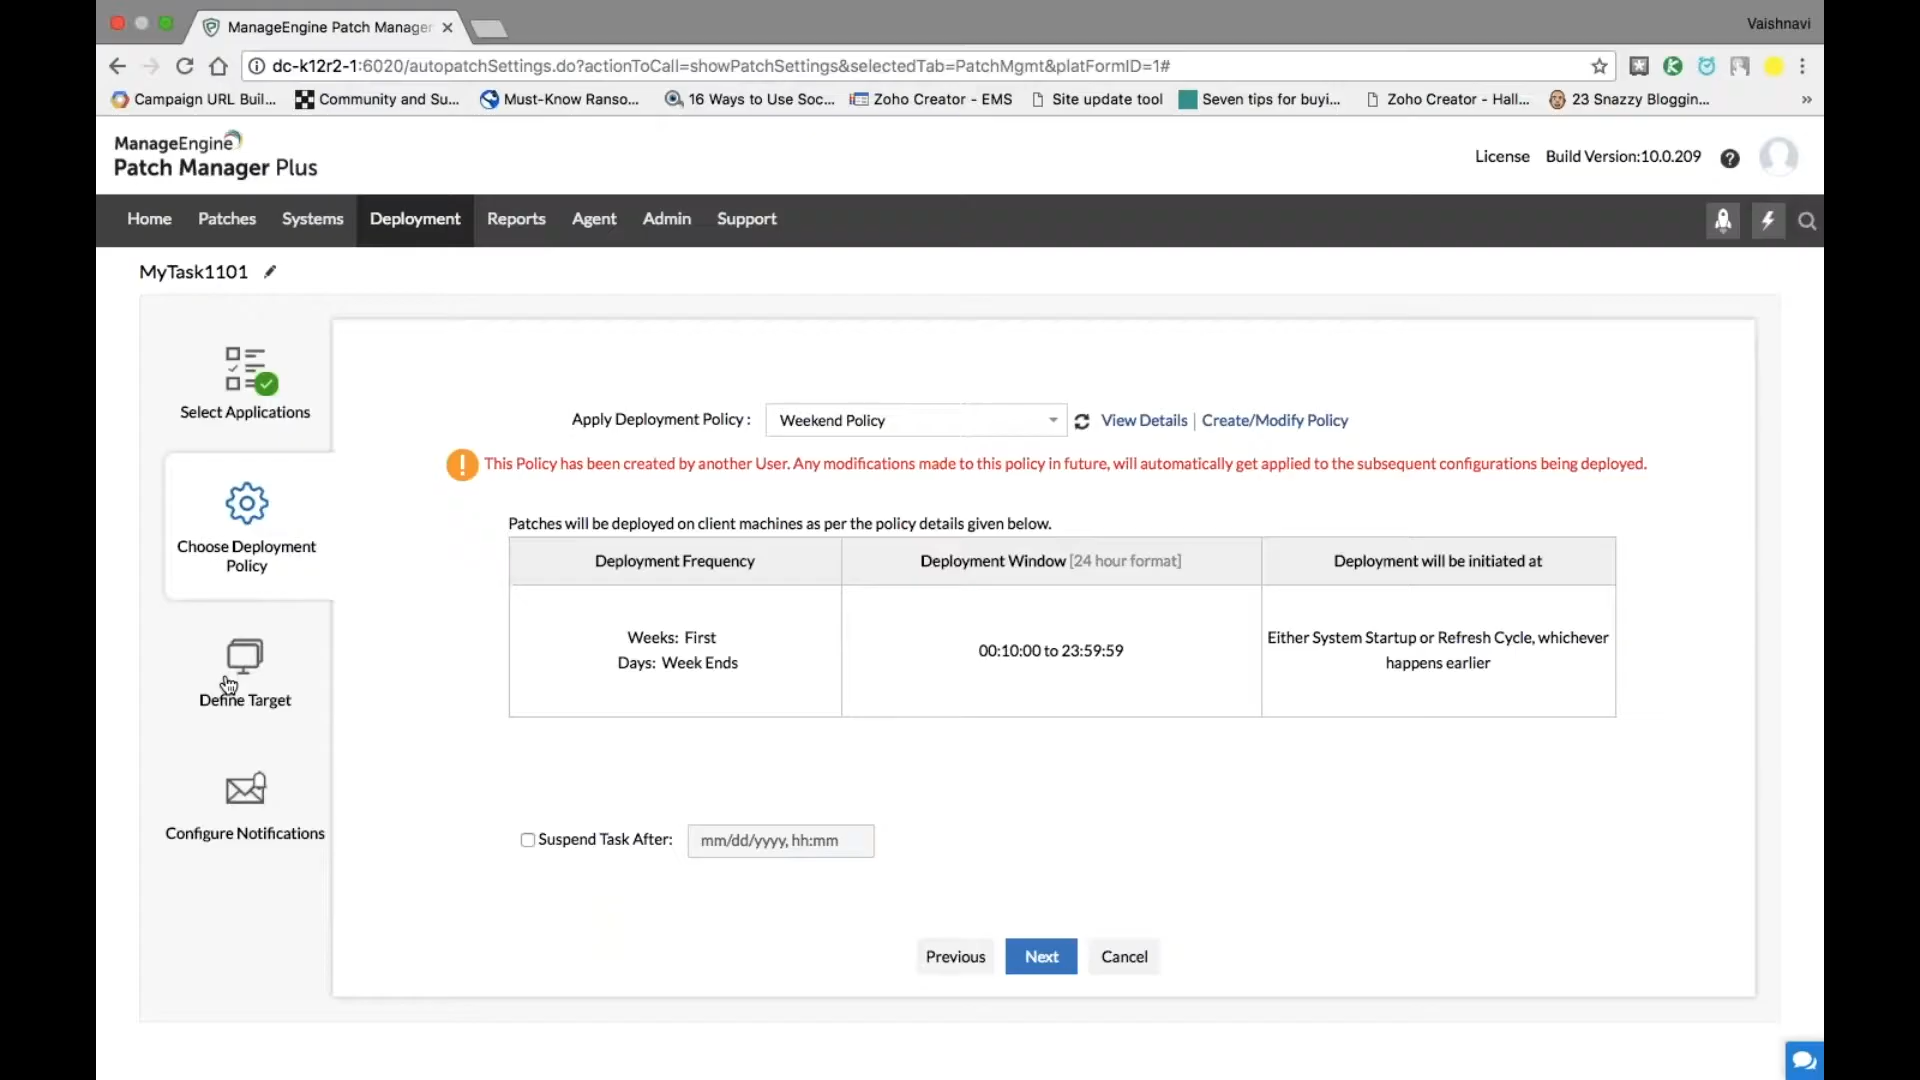 ManageEngine Patch Manager
Vaishnavi
dc-k12r2-1:6020/autopatchSettings.do?actionToCall=showPatchSettings&selectedTab=PatchMgmt&platFormID=1#
Campaign URL Buil... Community and Su... Must-Know Ranso... 16 Ways to Use Soc... Zoho Creator - EMS Site update tool Seven tips for buyi... Zoho Creator - Hall... 23 Snazzy Bloggin... »
ManageEngine
Patch Manager Plus
License Build Version:10.0.209
Home Patches Systems Deployment Reports Agent Admin Support
MyTask1101
Select Applications
Choose Deployment
Policy
Define Target
Configure Notifications
Apply Deployment Policy : Weekend Policy View Details | Create/Modify Policy
This Policy has been created by another User. Any modifications made to this policy in future, will automatically get applied to the subsequent configurations being deployed.
Patches will be deployed on client machines as per the policy details given below.
Deployment Frequency Deployment Window [24 hour format] Deployment will be initiated at
Weeks: First
Days: Week Ends
00:10:00 to 23:59:59
Either System Startup or Refresh Cycle, whichever
happens earlier
Suspend Task After: mm/dd/yyyy, hh:mm
Previous Next Cancel